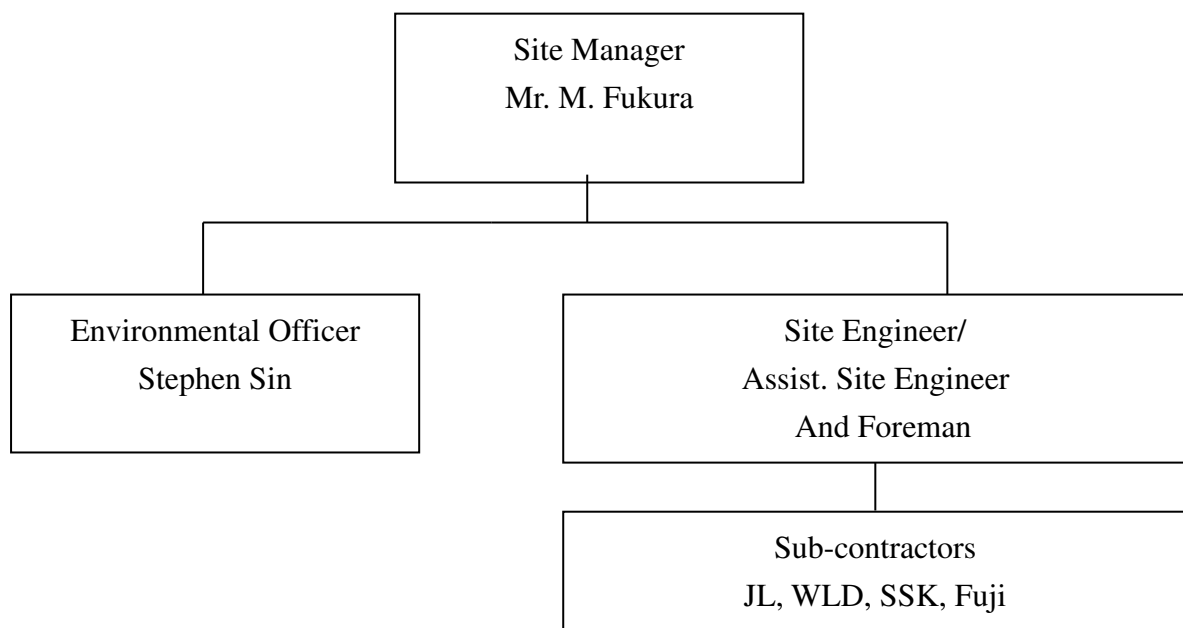 Site Manager
Mr. M. Fukura
Environmental Officer
Stephen Sin
Site Engineer/
Assist. Site Engineer
And Foreman
Sub-contractors
JL, WLD, SSK, Fuji